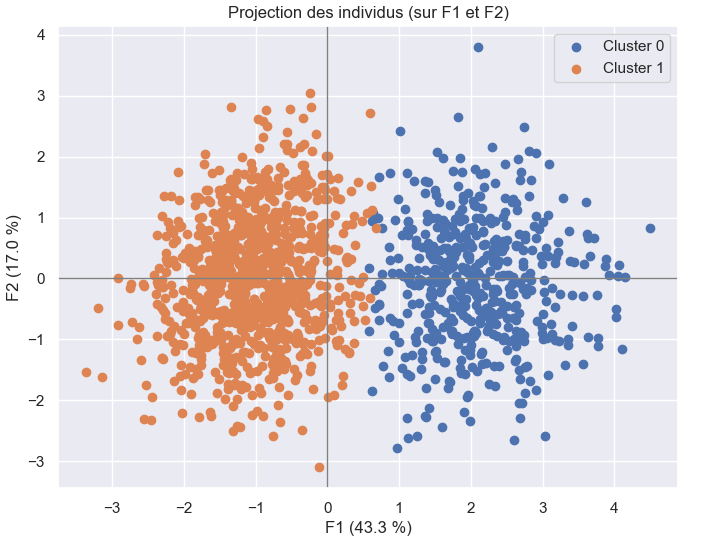 Projection des individus (sur F1 et F2)
Cluster 0
Cluster 1
4
3
2
1
0
−1
−2
−3
F2 (17.0 %)
−3 −2 −1 0 1 2 3 4
F1 (43.3 %)